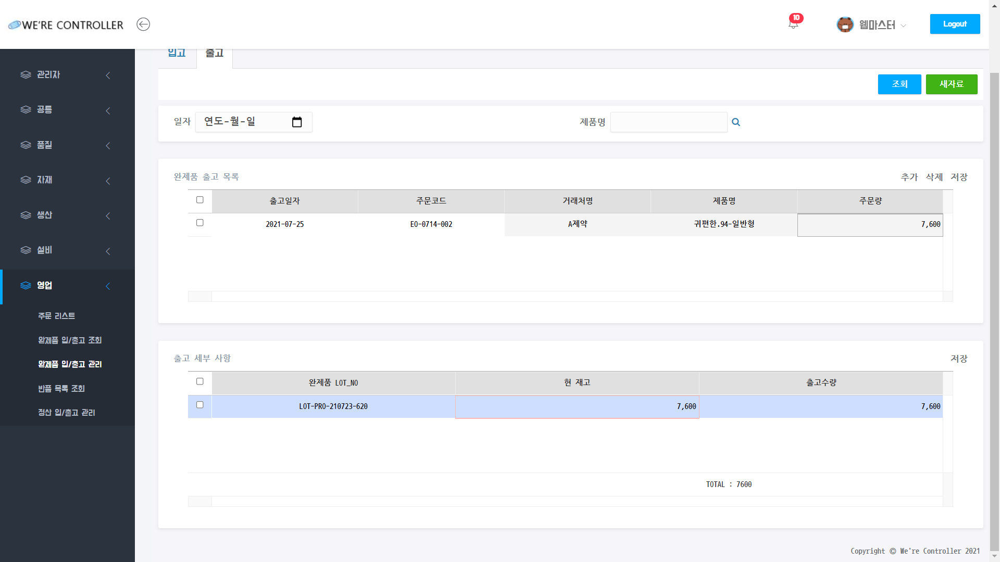 WE'RE CONTROLLER
10
웹마스터
Logout
관리자
공통
품질
자재
생산
설비
영업
주문 리스트
완제품 입/출고 조회
완제품 입/출고 관리
반품 목록 조회
정산 입/출고 관리
입고 출고
조회 새자료
일자 연도-월-일 제품명
완제품 출고 목록 추가 삭제 저장
출고일자 주문코드 거래처명 제품명 주문량
2021-07-25 EO-0714-002 A제약 귀편한.94-일반형 7,600
출고 세부 사항 저장
완제품 LOT_NO 현 재고 출고수량
LOT-PRO-210723-620 7,600 7,600
TOTAL : 7600
Copyright © We're Controller 2021